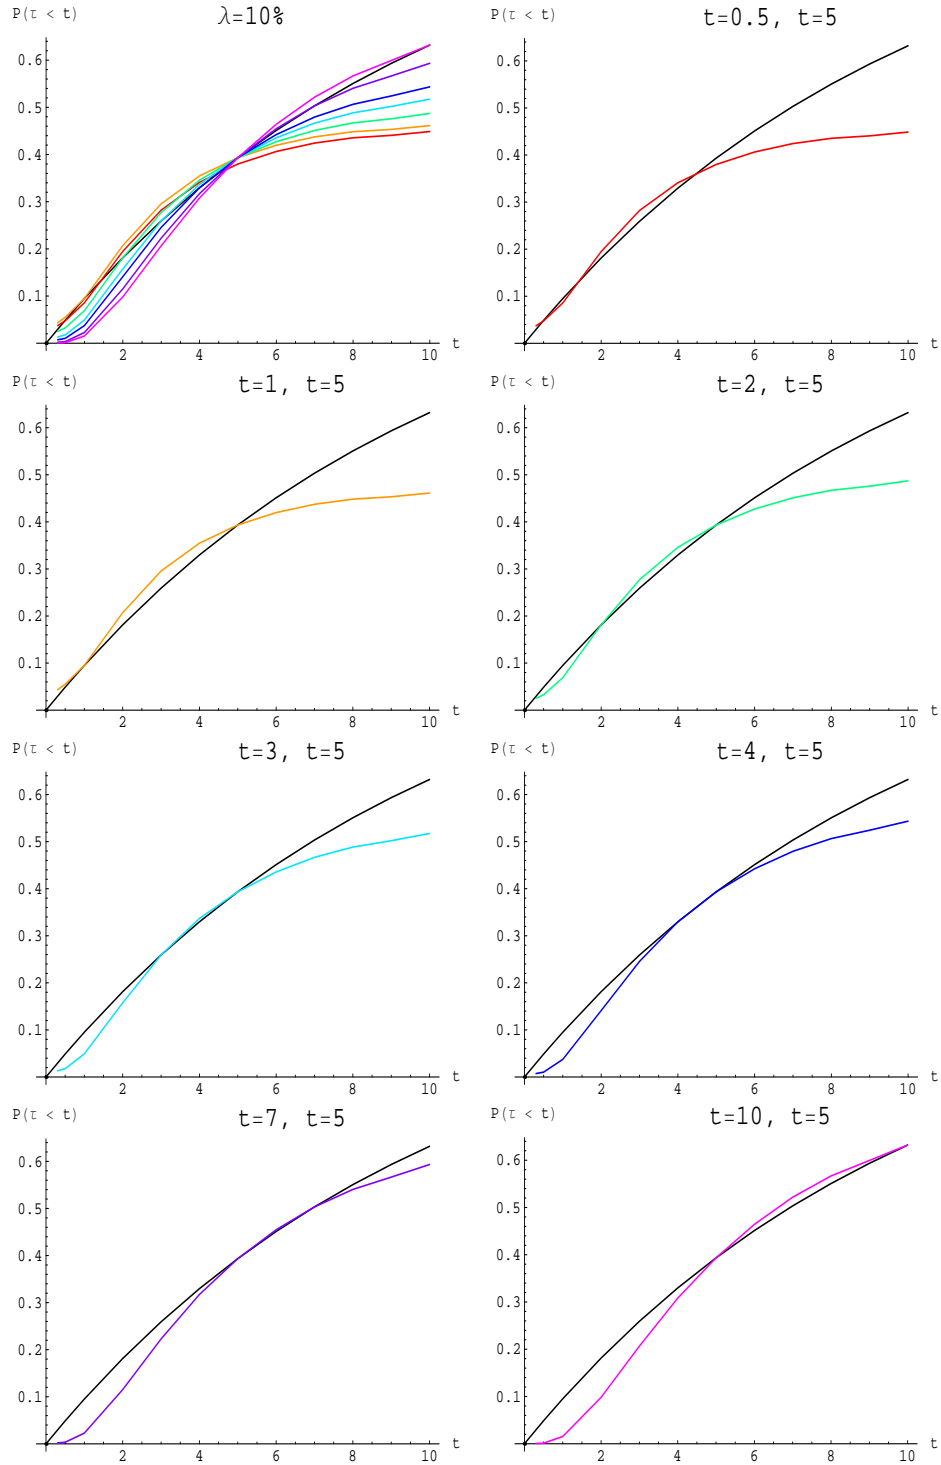 P(τ < t)
λ=10%
0.6
0.5
0.4
0.3
0.2
0.1
2 4 6 8 10 t
P(τ < t)
t=0.5, t=5
0.6
0.5
0.4
0.3
0.2
0.1
2 4 6 8 10 t
P(τ < t)
t=1, t=5
0.6
0.5
0.4
0.3
0.2
0.1
2 4 6 8 10 t
P(τ < t)
t=2, t=5
0.6
0.5
0.4
0.3
0.2
0.1
2 4 6 8 10 t
P(τ < t)
t=3, t=5
0.6
0.5
0.4
0.3
0.2
0.1
2 4 6 8 10 t
P(τ < t)
t=4, t=5
0.6
0.5
0.4
0.3
0.2
0.1
2 4 6 8 10 t
P(τ < t)
t=7, t=5
0.6
0.5
0.4
0.3
0.2
0.1
2 4 6 8 10 t
P(τ < t)
t=10, t=5
0.6
0.5
0.4
0.3
0.2
0.1
2 4 6 8 10 t